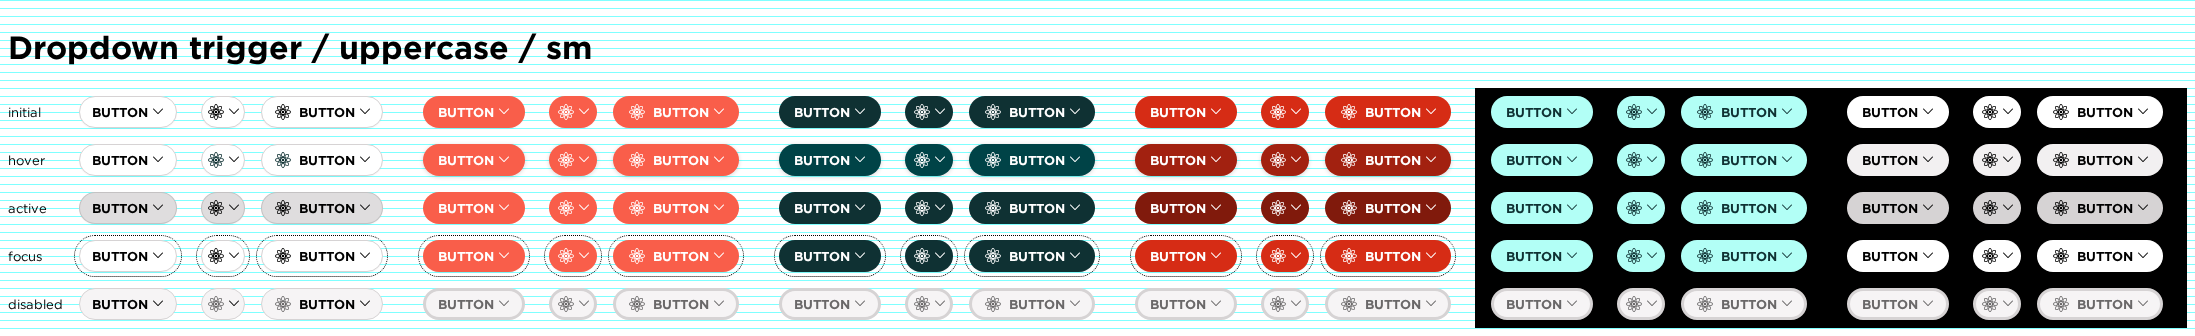 Dropdown trigger / uppercase / sm
initial BUTTON BUTTON BUTTON BUTTON BUTTON BUTTON BUTTON BUTTON BUTTON BUTTON BUTTON BUTTON
hover BUTTON BUTTON BUTTON BUTTON BUTTON BUTTON BUTTON BUTTON BUTTON BUTTON BUTTON BUTTON
active BUTTON BUTTON BUTTON BUTTON BUTTON BUTTON BUTTON BUTTON BUTTON BUTTON BUTTON BUTTON
focus BUTTON BUTTON BUTTON BUTTON BUTTON BUTTON BUTTON BUTTON BUTTON BUTTON BUTTON BUTTON
disabled BUTTON BUTTON BUTTON BUTTON BUTTON BUTTON BUTTON BUTTON BUTTON BUTTON BUTTON BUTTON